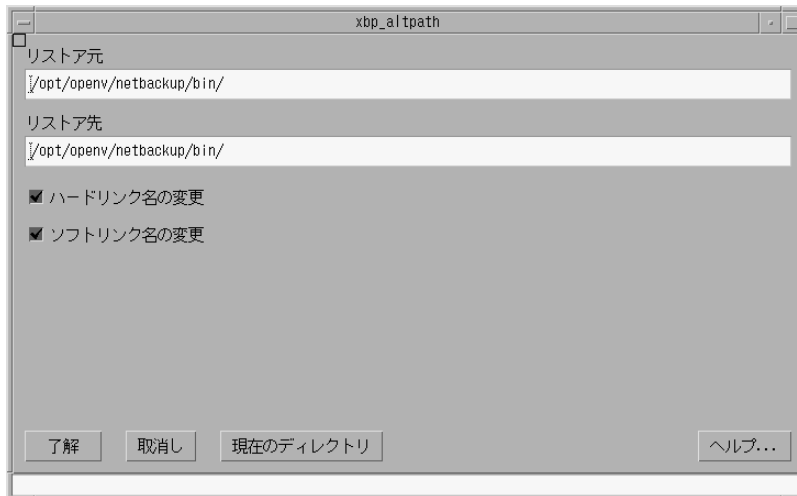 xbp_altpath
リストア元
/opt/openv/netbackup/bin/
リストア先
/opt/openv/netbackup/bin/
ハードリンク名の変更
ソフトリンク名の変更
了解
取消し
現在のディレクトリ
ヘルプ...